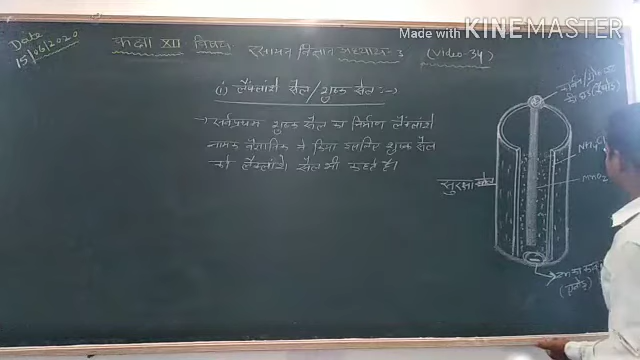 Made with KINEMASTER
Date
15/06/2020
कक्षा XII विषय रसायन विज्ञान अध्याय-3 (Video-34)
(i) लैक्लांशे सैल/शुष्क सैल :-
→ सर्वप्रथम शुष्क सैल का निर्माण लैक्लांशे
नामक वैज्ञानिक ने किया इसलिए शुष्क सैल
को लैक्लांशे सैल भी कहते है।
NH4Cl
MnO2
सुरक्षा